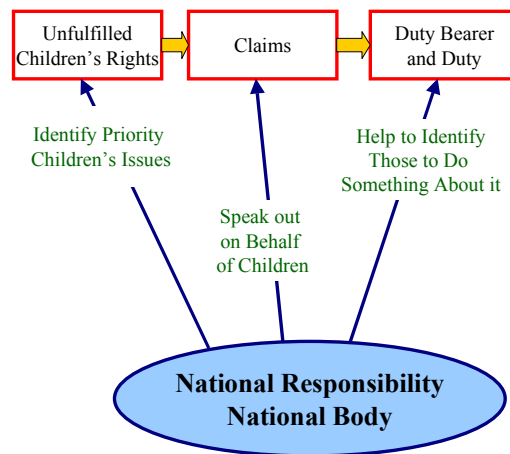 Unfulfilled
Children's Rights
Claims
Duty Bearer
and Duty
Identify Priority
Children's Issues
Speak out
on Behalf
of Children
Help to Identify
Those to Do
Something About it
National Responsibility
National Body